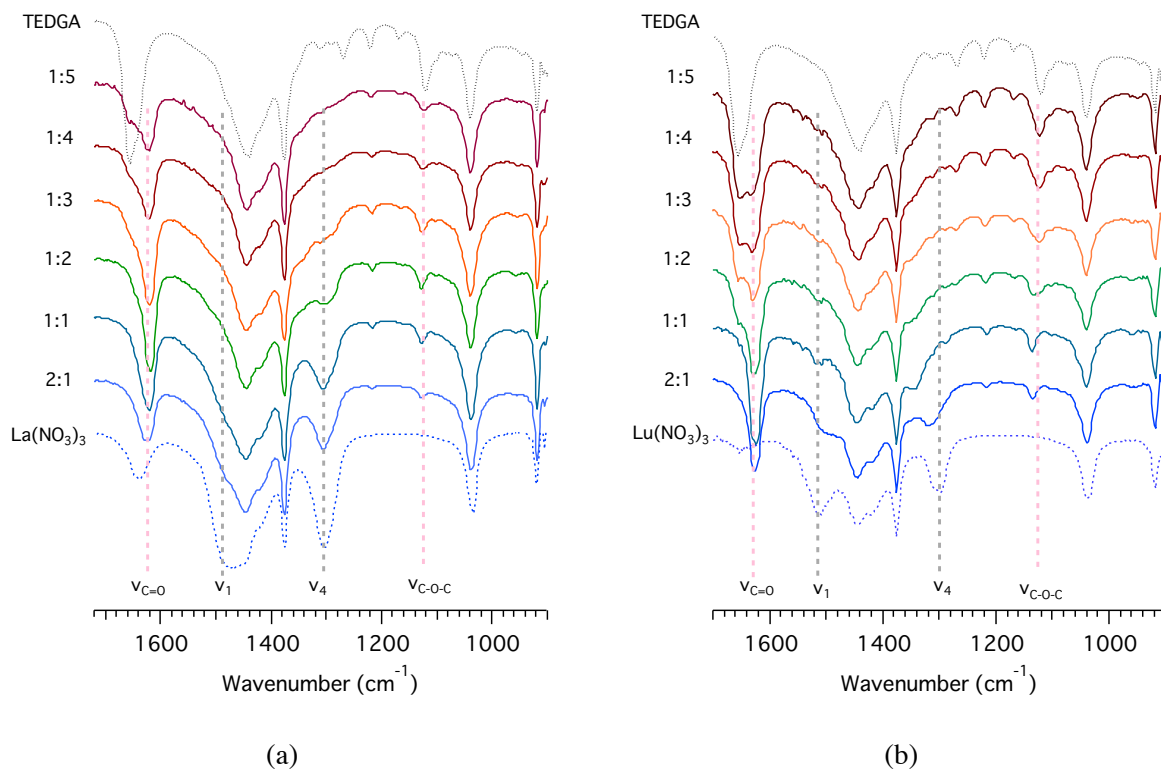 TEDGA
1:5
1:4
1:3
1:2
1:1
2:1
La(NO3)3
νC=O
ν1
ν4
νC-O-C
1600
1400
1200
1000
Wavenumber (cm-1)
(a)
TEDGA
1:5
1:4
1:3
1:2
1:1
2:1
Lu(NO3)3
νC=O
ν1
ν4
νC-O-C
1600
1400
1200
1000
Wavenumber (cm-1)
(b)